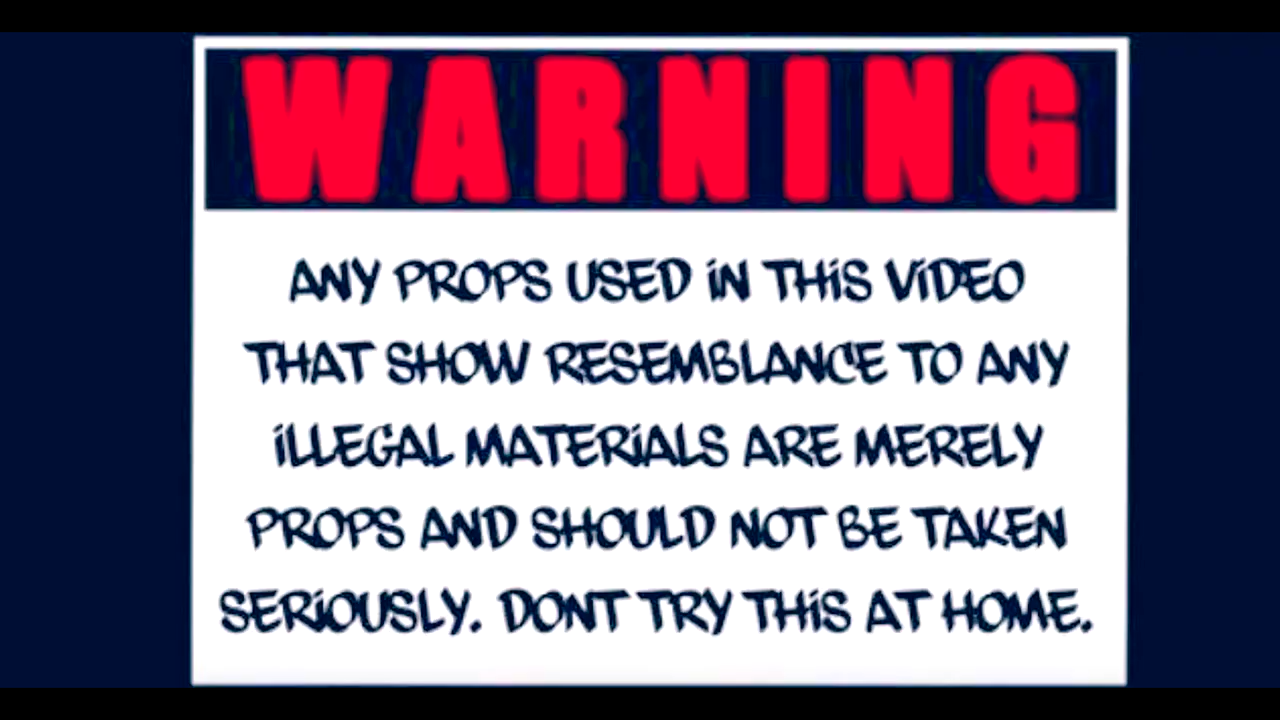 WARNING
ANY PROPS USED iN THiS ViDEO
THAT SHOW RESEMBLANCE TO ANY
iLLEGAL MATERiALS ARE MERELY
PROPS AND SHOULD NOT BE TAKEN
SERiOUSLY. DONT TRY THiS AT HOME.